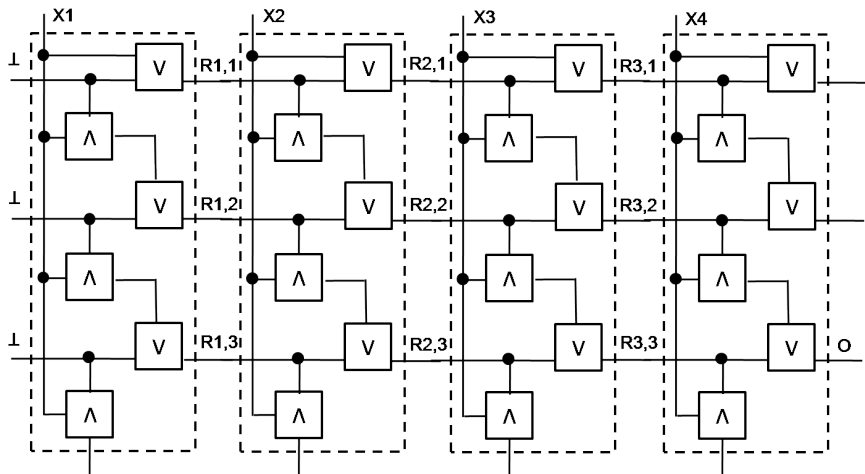 X1 X2 X3 X4
V V V V
⊥ R1,1 R2,1 R3,1
Λ Λ Λ Λ
V V V V
⊥ R1,2 R2,2 R3,2
Λ Λ Λ Λ
V V V V
⊥ R1,3 R2,3 R3,3 O
Λ Λ Λ Λ